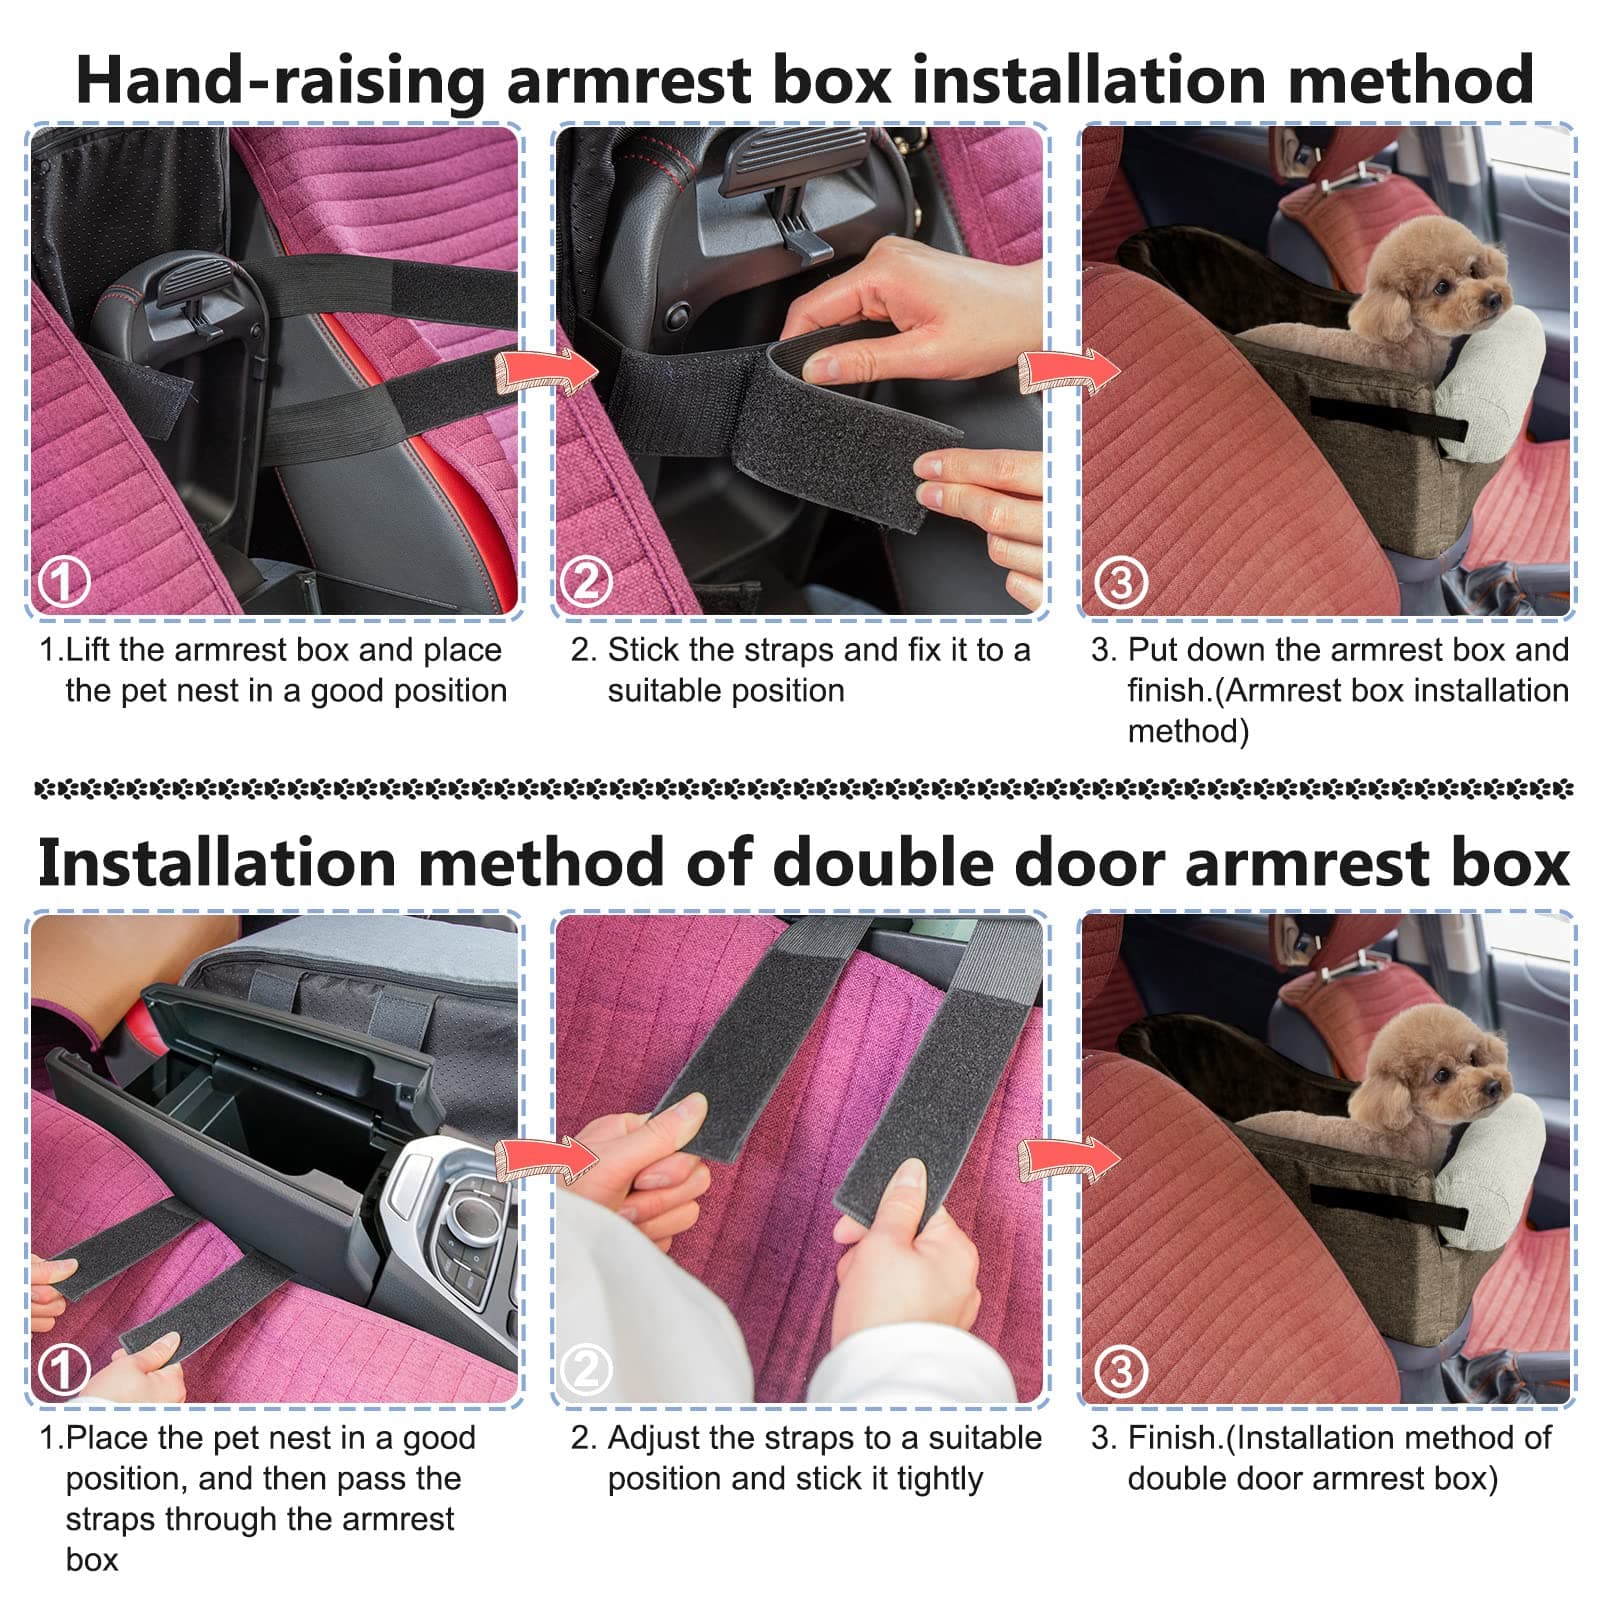 Hand-raising armrest box installation method
1
2
3
1.Lift the armrest box and place
the pet nest in a good position
2. Stick the straps and fix it to a
suitable position
3. Put down the armrest box and
finish.(Armrest box installation
method)
Installation method of double door armrest box
1
2
3
1.Place the pet nest in a good
position, and then pass the
straps through the armrest
box
2. Adjust the straps to a suitable
position and stick it tightly
3. Finish.(Installation method of
double door armrest box)